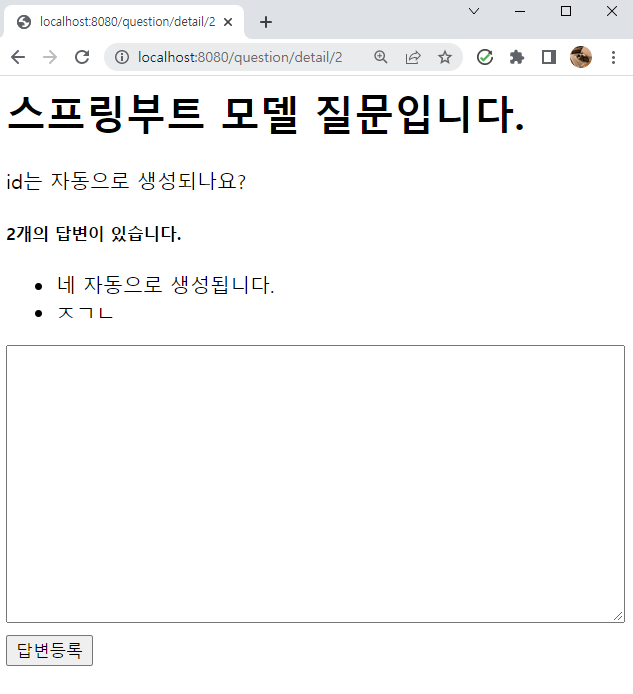 localhost:8080/question/detail/2
localhost:8080/question/detail/2
스프링부트 모델 질문입니다.
id는 자동으로 생성되나요?
2개의 답변이 있습니다.
네 자동으로 생성됩니다.
ㅈㄱㄴ
답변등록